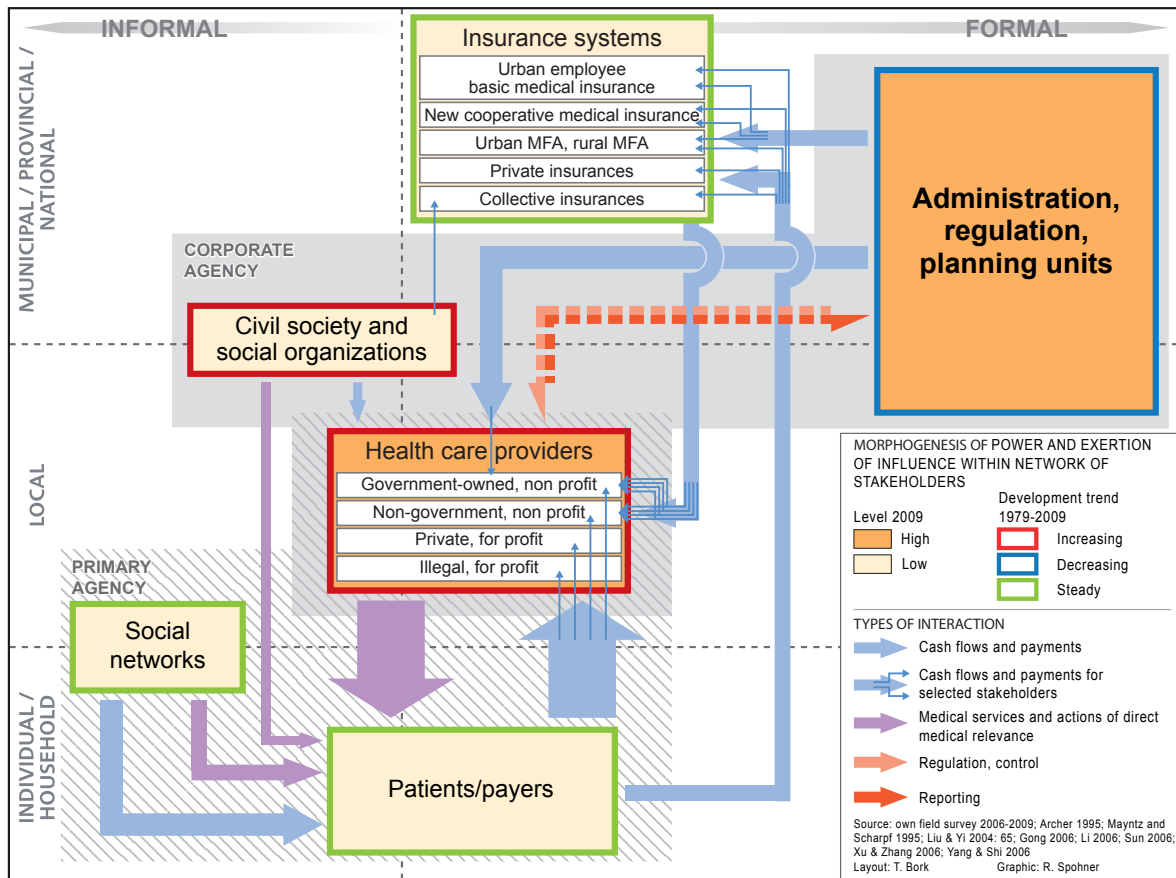 INFORMAL
FORMAL
MUNICIPAL / PROVINCIAL /
NATIONAL
LOCAL
INDIVIDUAL /
HOUSEHOLD
Insurance systems
Urban employee
basic medical insurance
New cooperative medical insurance
Urban MFA, rural MFA
Private insurances
Collective insurances
Administration,
regulation,
planning units
CORPORATE
AGENCY
Civil society and
social organizations
Health care providers
Government-owned, non profit
Non-government, non profit
Private, for profit
Illegal, for profit
PRIMARY
AGENCY
Social
networks
Patients/payers
MORPHOGENESIS OF POWER AND EXERTION
OF INFLUENCE WITHIN NETWORK OF
STAKEHOLDERS
Level 2009
High
Low
Development trend
1979-2009
Increasing
Decreasing
Steady
TYPES OF INTERACTION
Cash flows and payments
Cash flows and payments for
selected stakeholders
Medical services and actions of direct
medical relevance
Regulation, control
Reporting
Source: own field survey 2006-2009; Archer 1995; Mayntz and
Scharpf 1995; Liu & Yi 2004: 65; Gong 2006; Li 2006; Sun 2006;
Xu & Zhang 2006; Yang & Shi 2006
Layout: T. Bork Graphic: R. Spohner